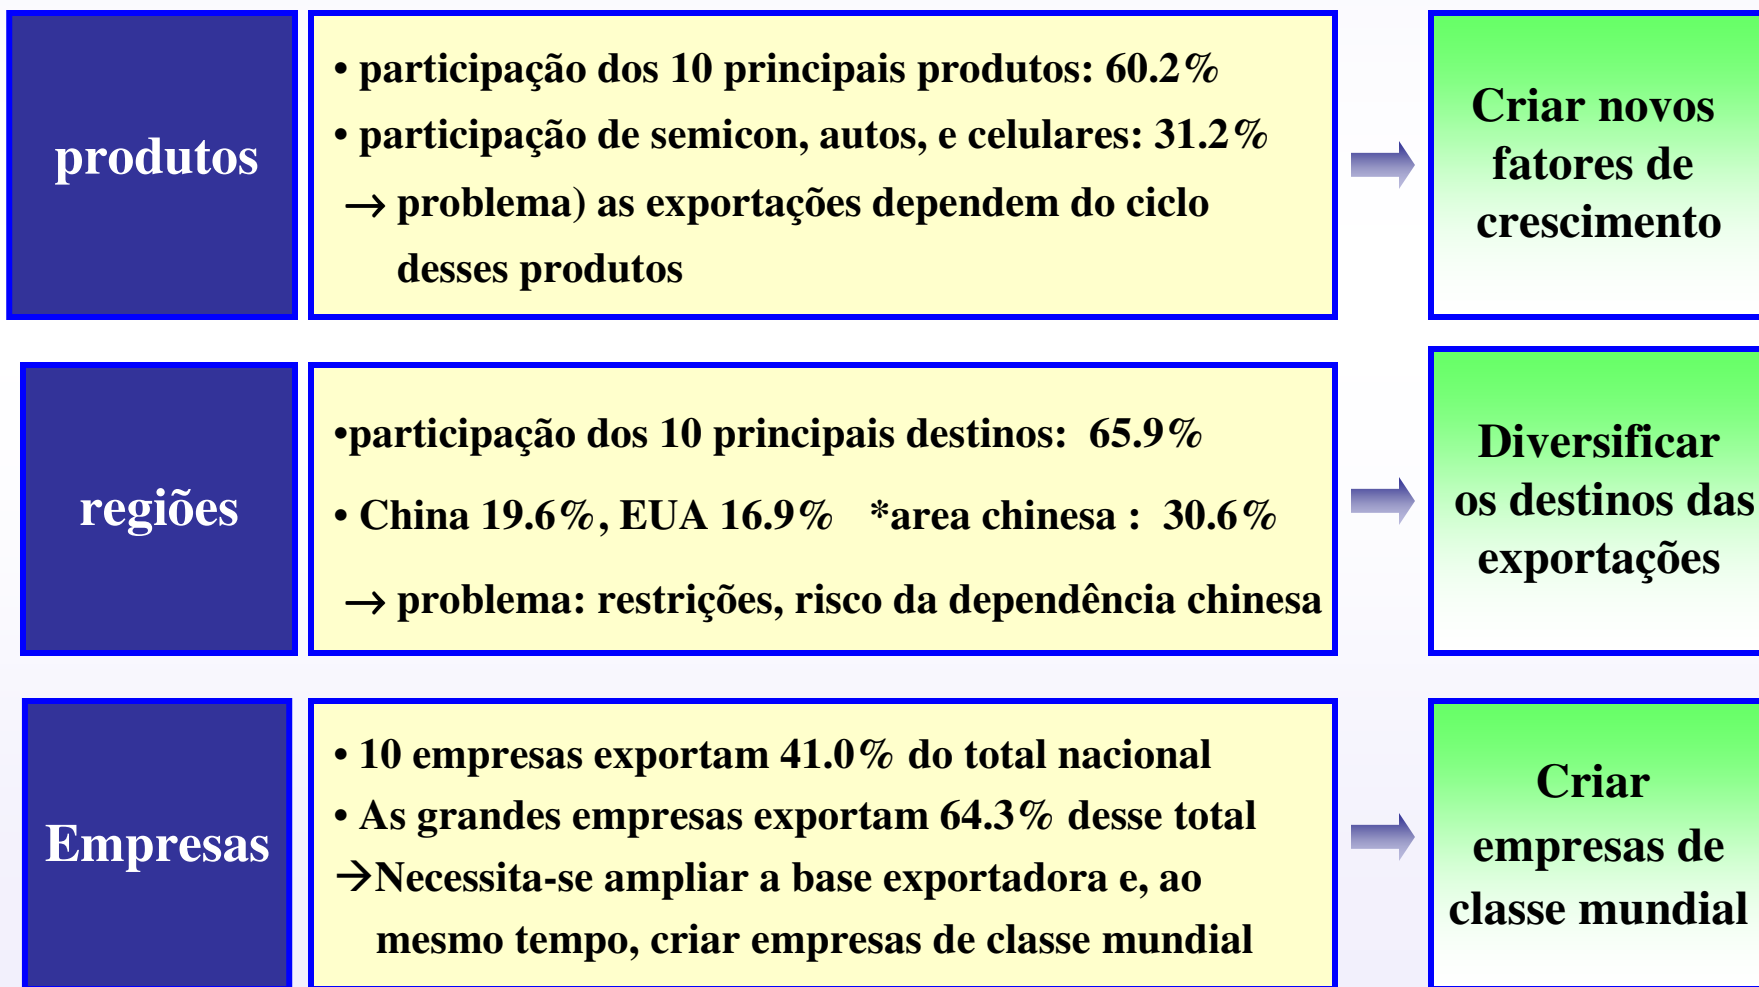 produtos
• participação dos 10 principais produtos: 60.2%
• participação de semicon, autos, e celulares: 31.2%
→ problema) as exportações dependem do ciclo
desses produtos
Criar novos
fatores de
crescimento
regiões
•participação dos 10 principais destinos: 65.9%
• China 19.6%, EUA 16.9% *area chinesa : 30.6%
→ problema: restrições, risco da dependência chinesa
Diversificar
os destinos das
exportações
Empresas
• 10 empresas exportam 41.0% do total nacional
• As grandes empresas exportam 64.3% desse total
→Necessita-se ampliar a base exportadora e, ao
mesmo tempo, criar empresas de classe mundial
Criar
empresas de
classe mundial